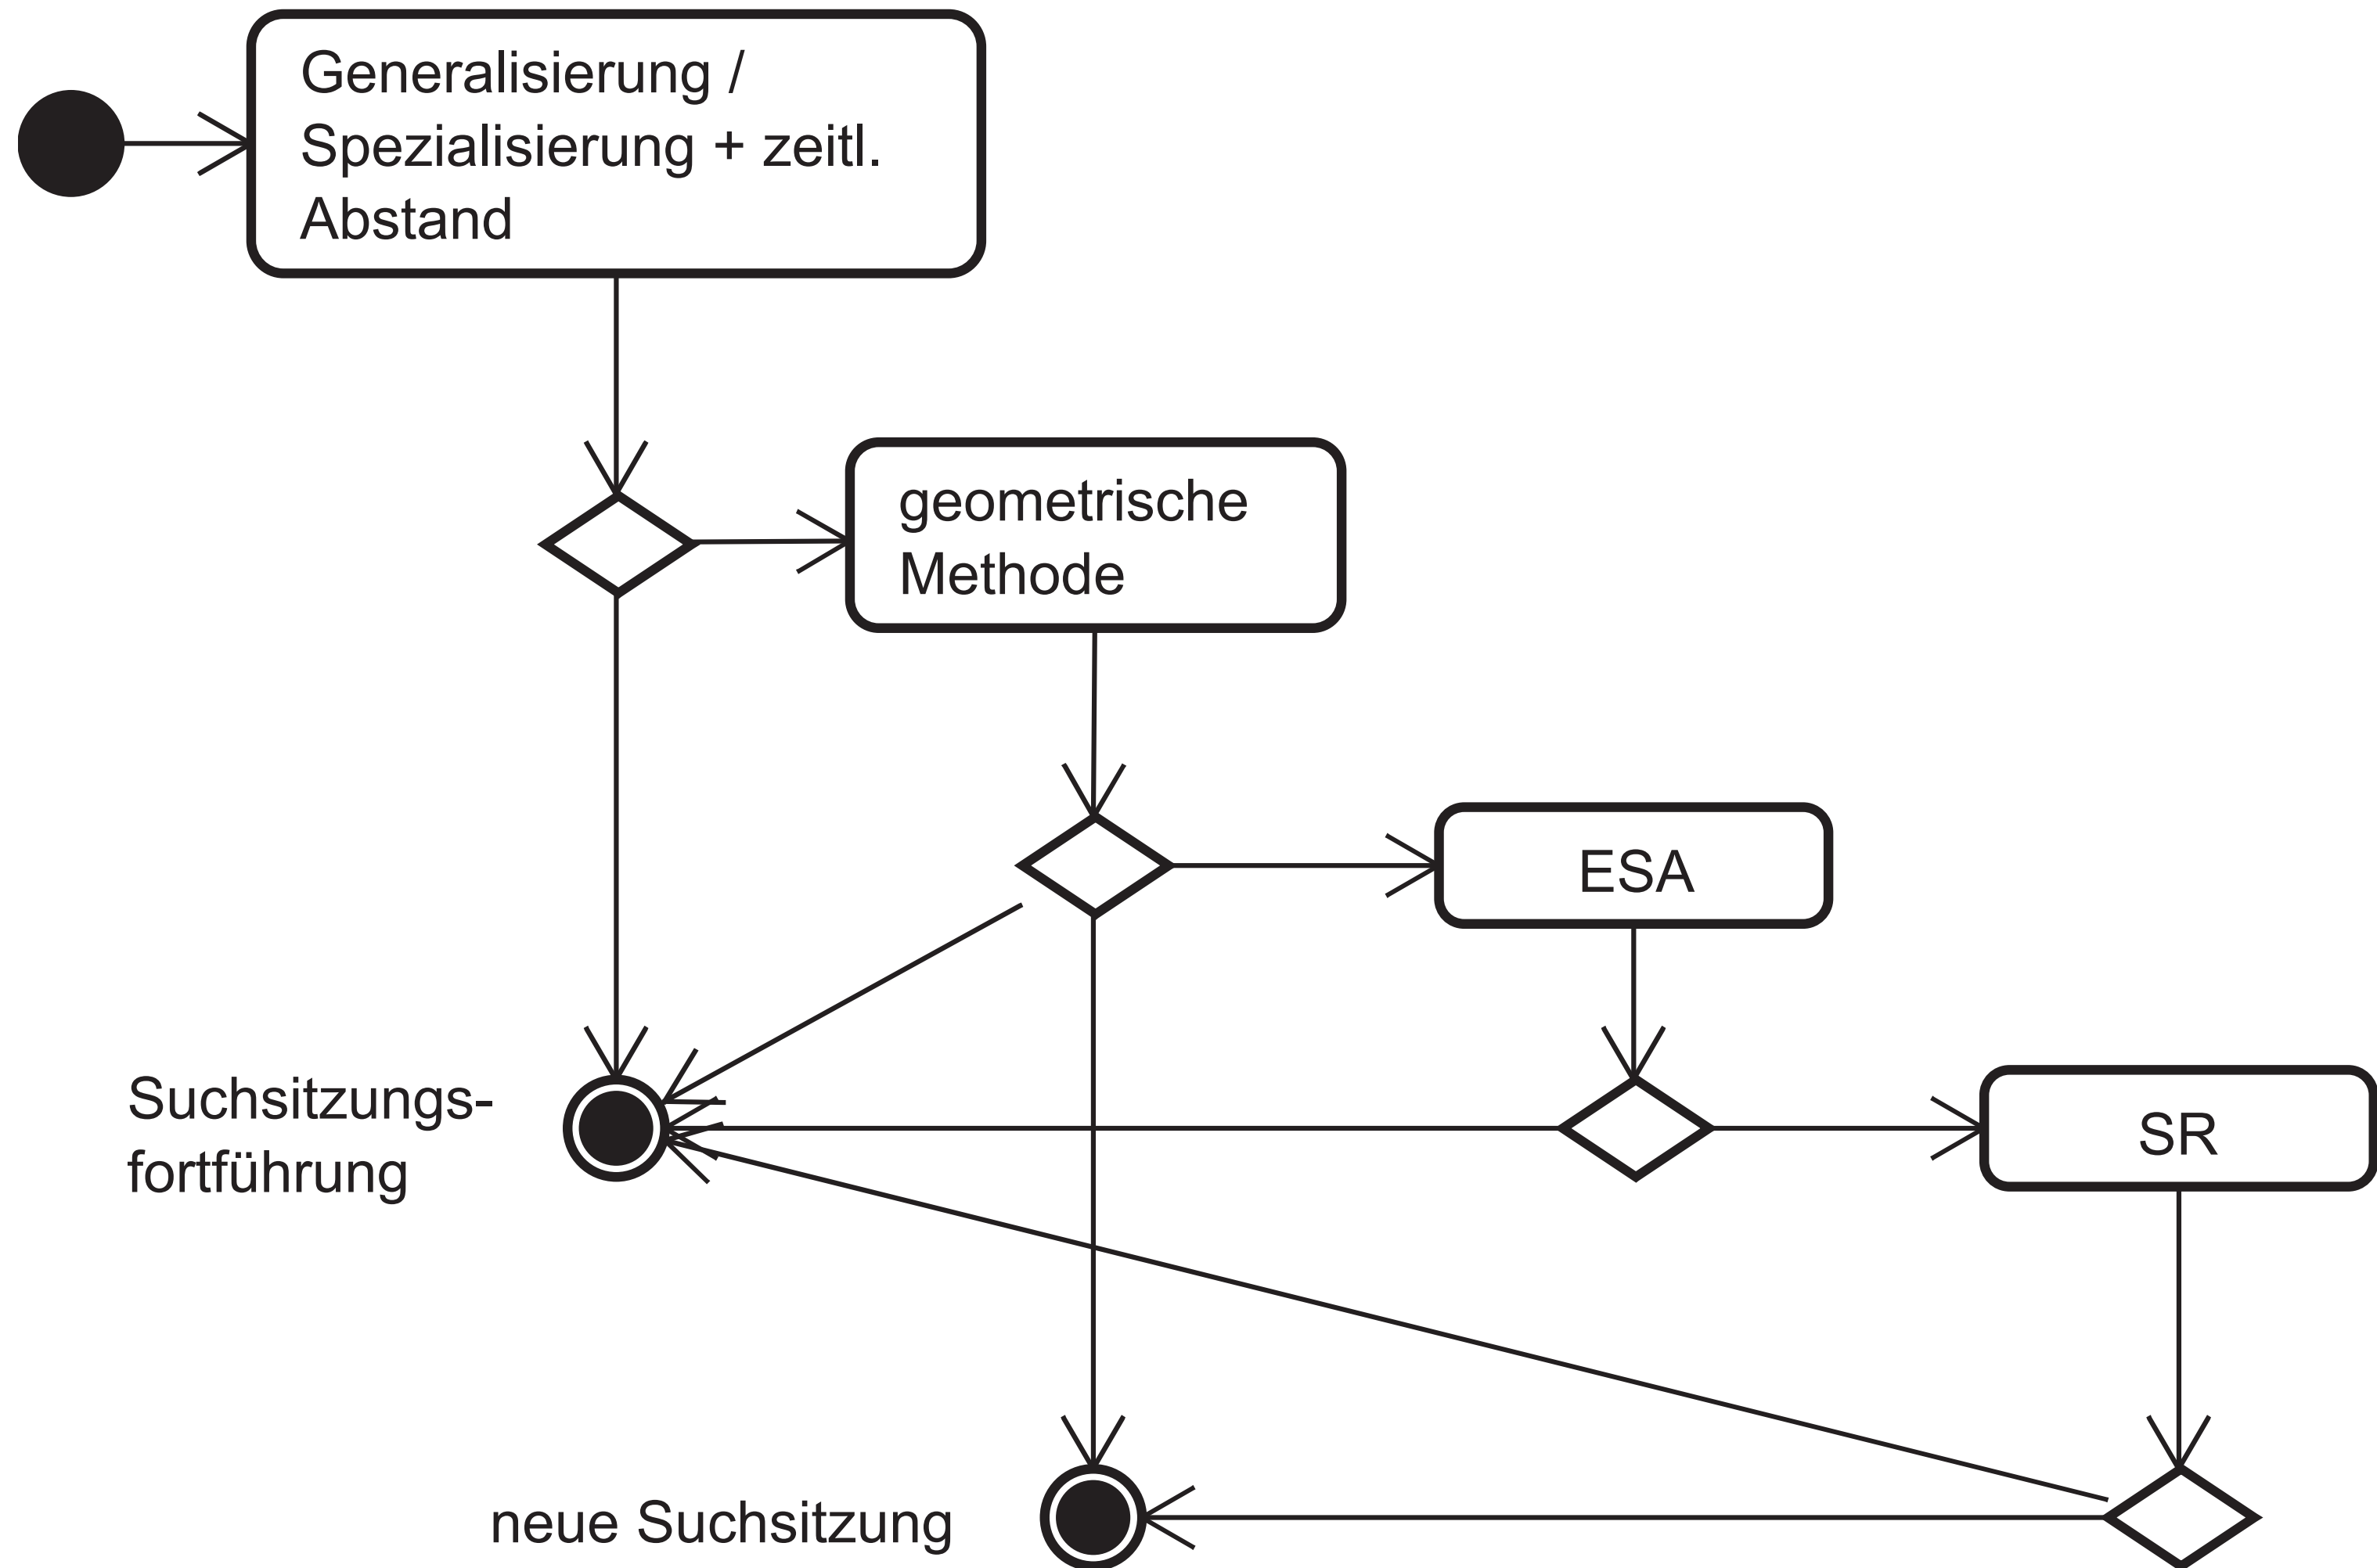 Generalisierung /
Spezialisierung + zeitl.
Abstand
geometrische
Methode
ESA
Suchsitzungs-
fortführung
SR
neue Suchsitzung